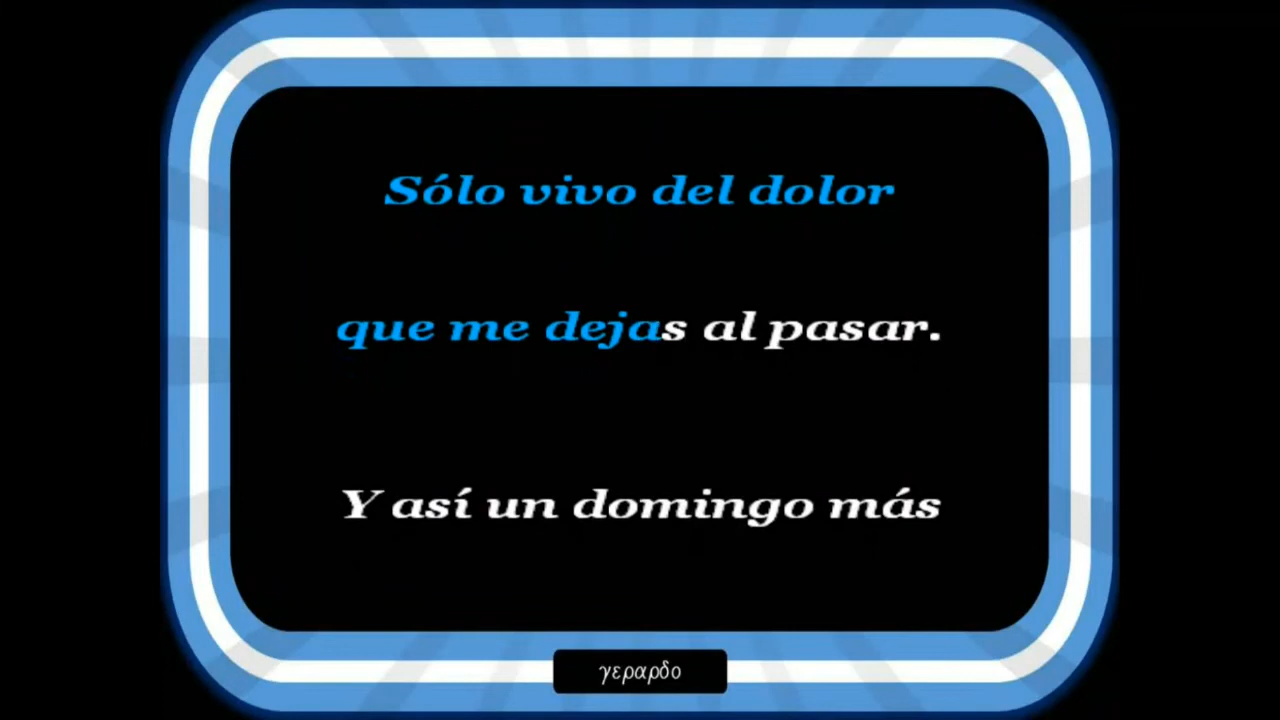 Sólo vivo del dolor
que me dejas al pasar.
Y así un domingo más
γεραρδο